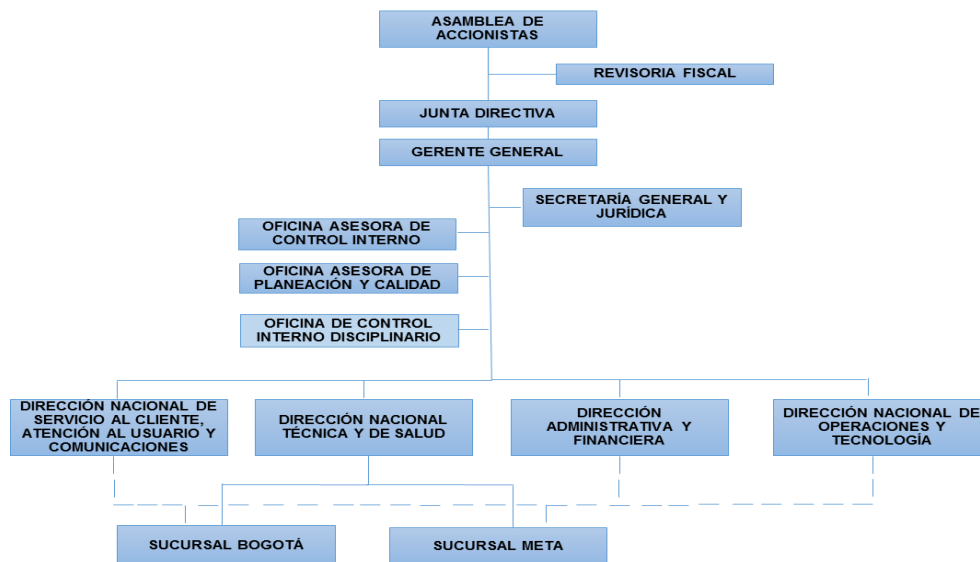 ASAMBLEA DE
ACCIONISTAS
REVISORIA FISCAL
JUNTA DIRECTIVA
GERENTE GENERAL
SECRETARÍA GENERAL Y
JURÍDICA
OFICINA ASESORA DE
CONTROL INTERNO
OFICINA ASESORA DE
PLANEACIÓN Y CALIDAD
OFICINA DE CONTROL
INTERNO DISCIPLINARIO
DIRECCIÓN NACIONAL DE
SERVICIO AL CLIENTE,
ATENCIÓN AL USUARIO Y
COMUNICACIONES
DIRECCIÓN NACIONAL
TÉCNICA Y DE SALUD
DIRECCIÓN
ADMINISTRATIVA Y
FINANCIERA
DIRECCIÓN NACIONAL DE
OPERACIONES Y
TECNOLOGÍA
SUCURSAL BOGOTÁ
SUCURSAL META